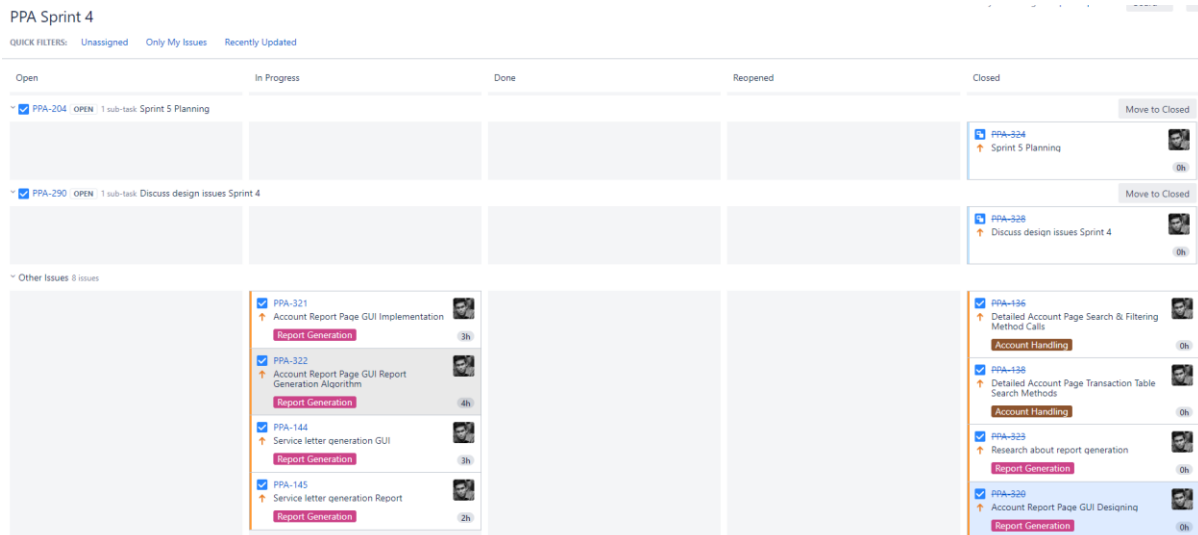 PPA Sprint 4
QUICK FILTERS: Unassigned Only My Issues Recently Updated
Open In Progress Done Reopened Closed
PPA-204 OPEN 1 sub-task Sprint 5 Planning Move to Closed
PPA-324
Sprint 5 Planning
0h
PPA-290 OPEN 1 sub-task Discuss design issues Sprint 4 Move to Closed
PPA-328
Discuss design issues Sprint 4
0h
Other Issues 8 issues
PPA-321
Account Report Page GUI Implementation
Report Generation 3h
PPA-322
Account Report Page GUI Report
Generation Algorithm
Report Generation 4h
PPA-144
Service letter generation GUI
Report Generation 3h
PPA-145
Service letter generation Report
Report Generation 2h
PPA-136
Detailed Account Page Search & Filtering
Method Calls
Account Handling 0h
PPA-138
Detailed Account Page Transaction Table
Search Methods
Account Handling 0h
PPA-323
Research about report generation
Report Generation 0h
PPA-320
Account Report Page GUI Designing
Report Generation 0h